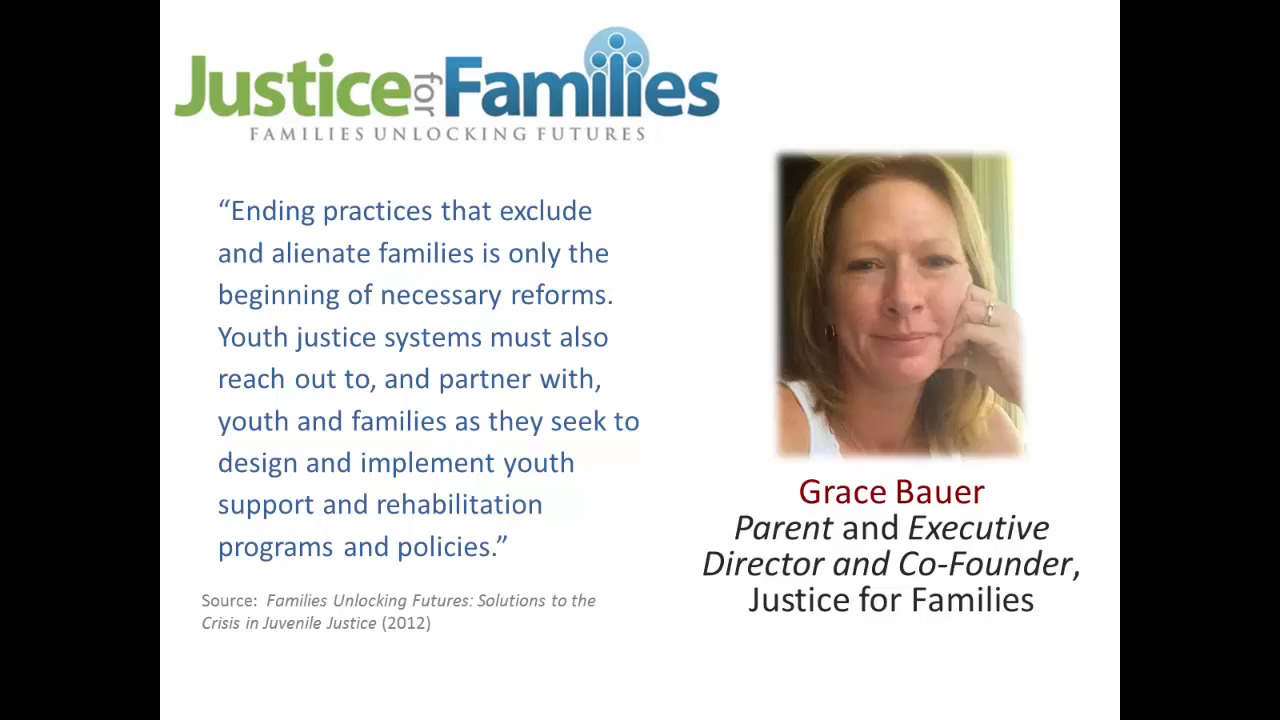 Justice for Families
FAMILIES UNLOCKING FUTURES
“Ending practices that exclude
and alienate families is only the
beginning of necessary reforms.
Youth justice systems must also
reach out to, and partner with,
youth and families as they seek to
design and implement youth
support and rehabilitation
programs and policies.”
Source: Families Unlocking Futures: Solutions to the
Crisis in Juvenile Justice (2012)
Grace Bauer
Parent and Executive
Director and Co-Founder,
Justice for Families